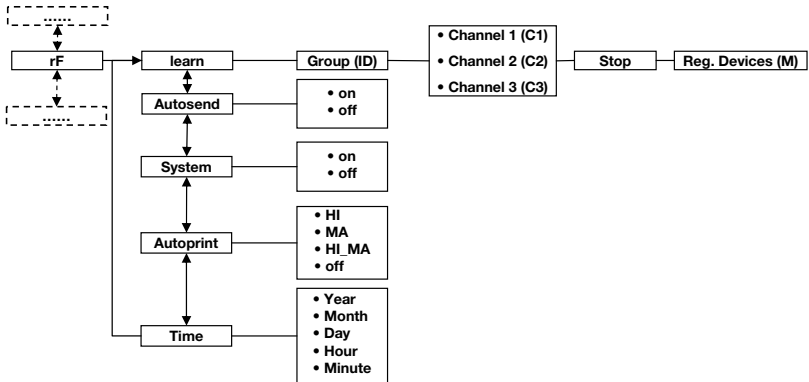 ......
rF
......
learn
Group (ID)
• Channel 1 (C1)
• Channel 2 (C2)
• Channel 3 (C3)
Stop
Reg. Devices (M)
Autosend
• on
• off
System
• on
• off
Autoprint
• HI
• MA
• HI_MA
• off
Time
• Year
• Month
• Day
• Hour
• Minute